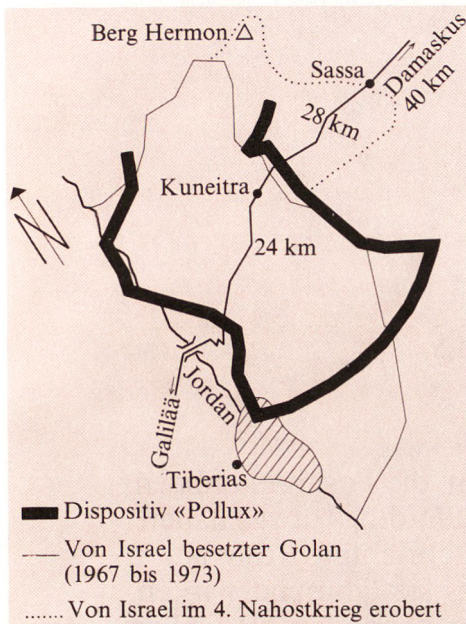 Berg Hermon
Sassa
Damaskus
40 km
28 km
Kuneitra
N
24 km
Jordan
Galilää
Tiberias
Dispositiv «Pollux»
Von Israel besetzter Golan
(1967 bis 1973)
Von Israel im 4. Nahostkrieg erobert